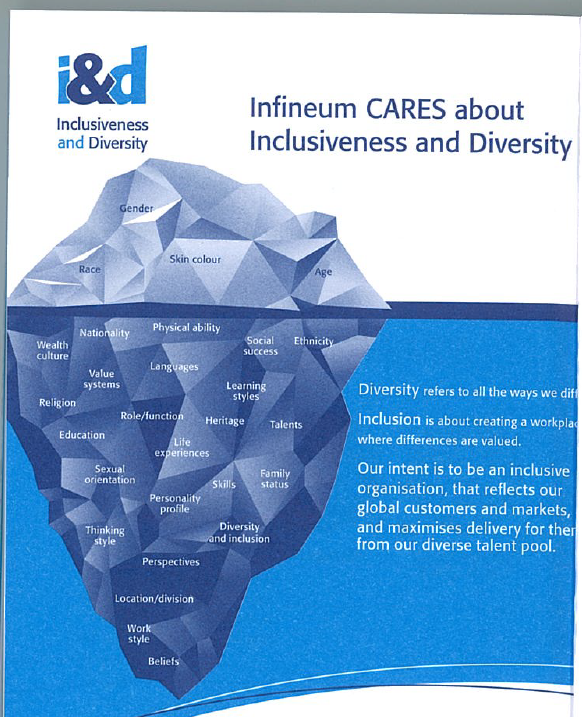 i&d
Inclusiveness
and Diversity
Infineum CARES about
Inclusiveness and Diversity
Gender
Skin colour
Race
Age
Nationality
Physical ability
Wealth
culture
Social
success
Ethnicity
Languages
Value
systems
Learning
styles
Religion
Role/function
Heritage
Talents
Education
Life
experiences
Sexual
orientation
Skills
Family
status
Personality
profile
Thinking
style
Diversity
and inclusion
Perspectives
Location/division
Work
style
Beliefs
Diversity refers to all the ways we
Inclusion is about creating a
where differences are valued.
Our intent is to be an inclusive
organisation, that reflects our
global customers and markets,
and maximises delivery for
from our diverse talent pool.